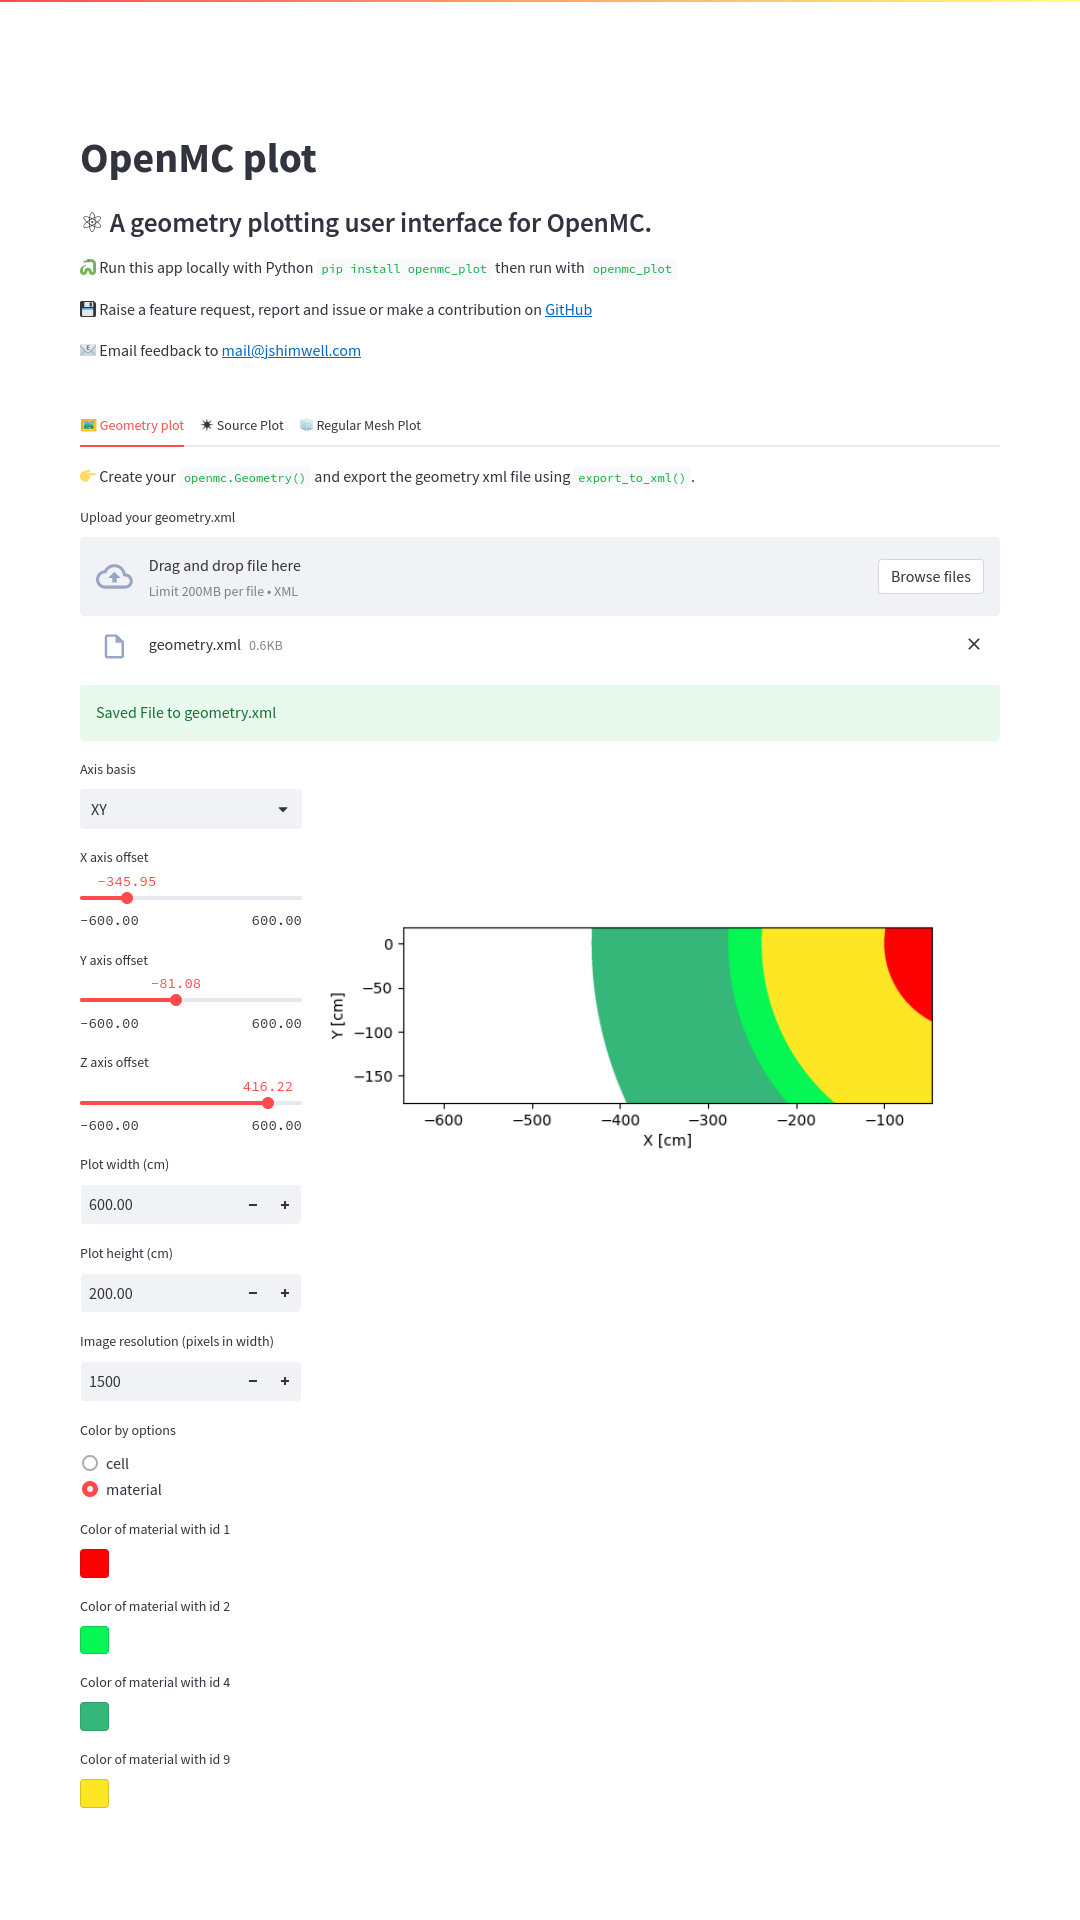 OpenMC plot
⚛ A geometry plotting user interface for OpenMC.
🐍 Run this app locally with Python pip install openmc_plot then run with openmc_plot
💾 Raise a feature request, report and issue or make a contribution on GitHub
📧 Email feedback to mail@jshimwell.com
🖼️ Geometry plot ✷ Source Plot 🧊 Regular Mesh Plot
👉 Create your openmc.Geometry() and export the geometry xml file using export_to_xml() .
Upload your geometry.xml
Drag and drop file here
Limit 200MB per file • XML
Browse files
geometry.xml 0.6KB
Saved File to geometry.xml
Axis basis
XY
X axis offset
-345.95
-600.00 600.00
Y axis offset
-81.08
-600.00 600.00
Z axis offset
416.22
-600.00 600.00
Plot width (cm)
600.00
Plot height (cm)
200.00
Image resolution (pixels in width)
1500
Color by options
cell
material
Color of material with id 1
Color of material with id 2
Color of material with id 4
Color of material with id 9
0
−50
−100
−150
Y [cm]
−600 −500 −400 −300 −200 −100
X [cm]